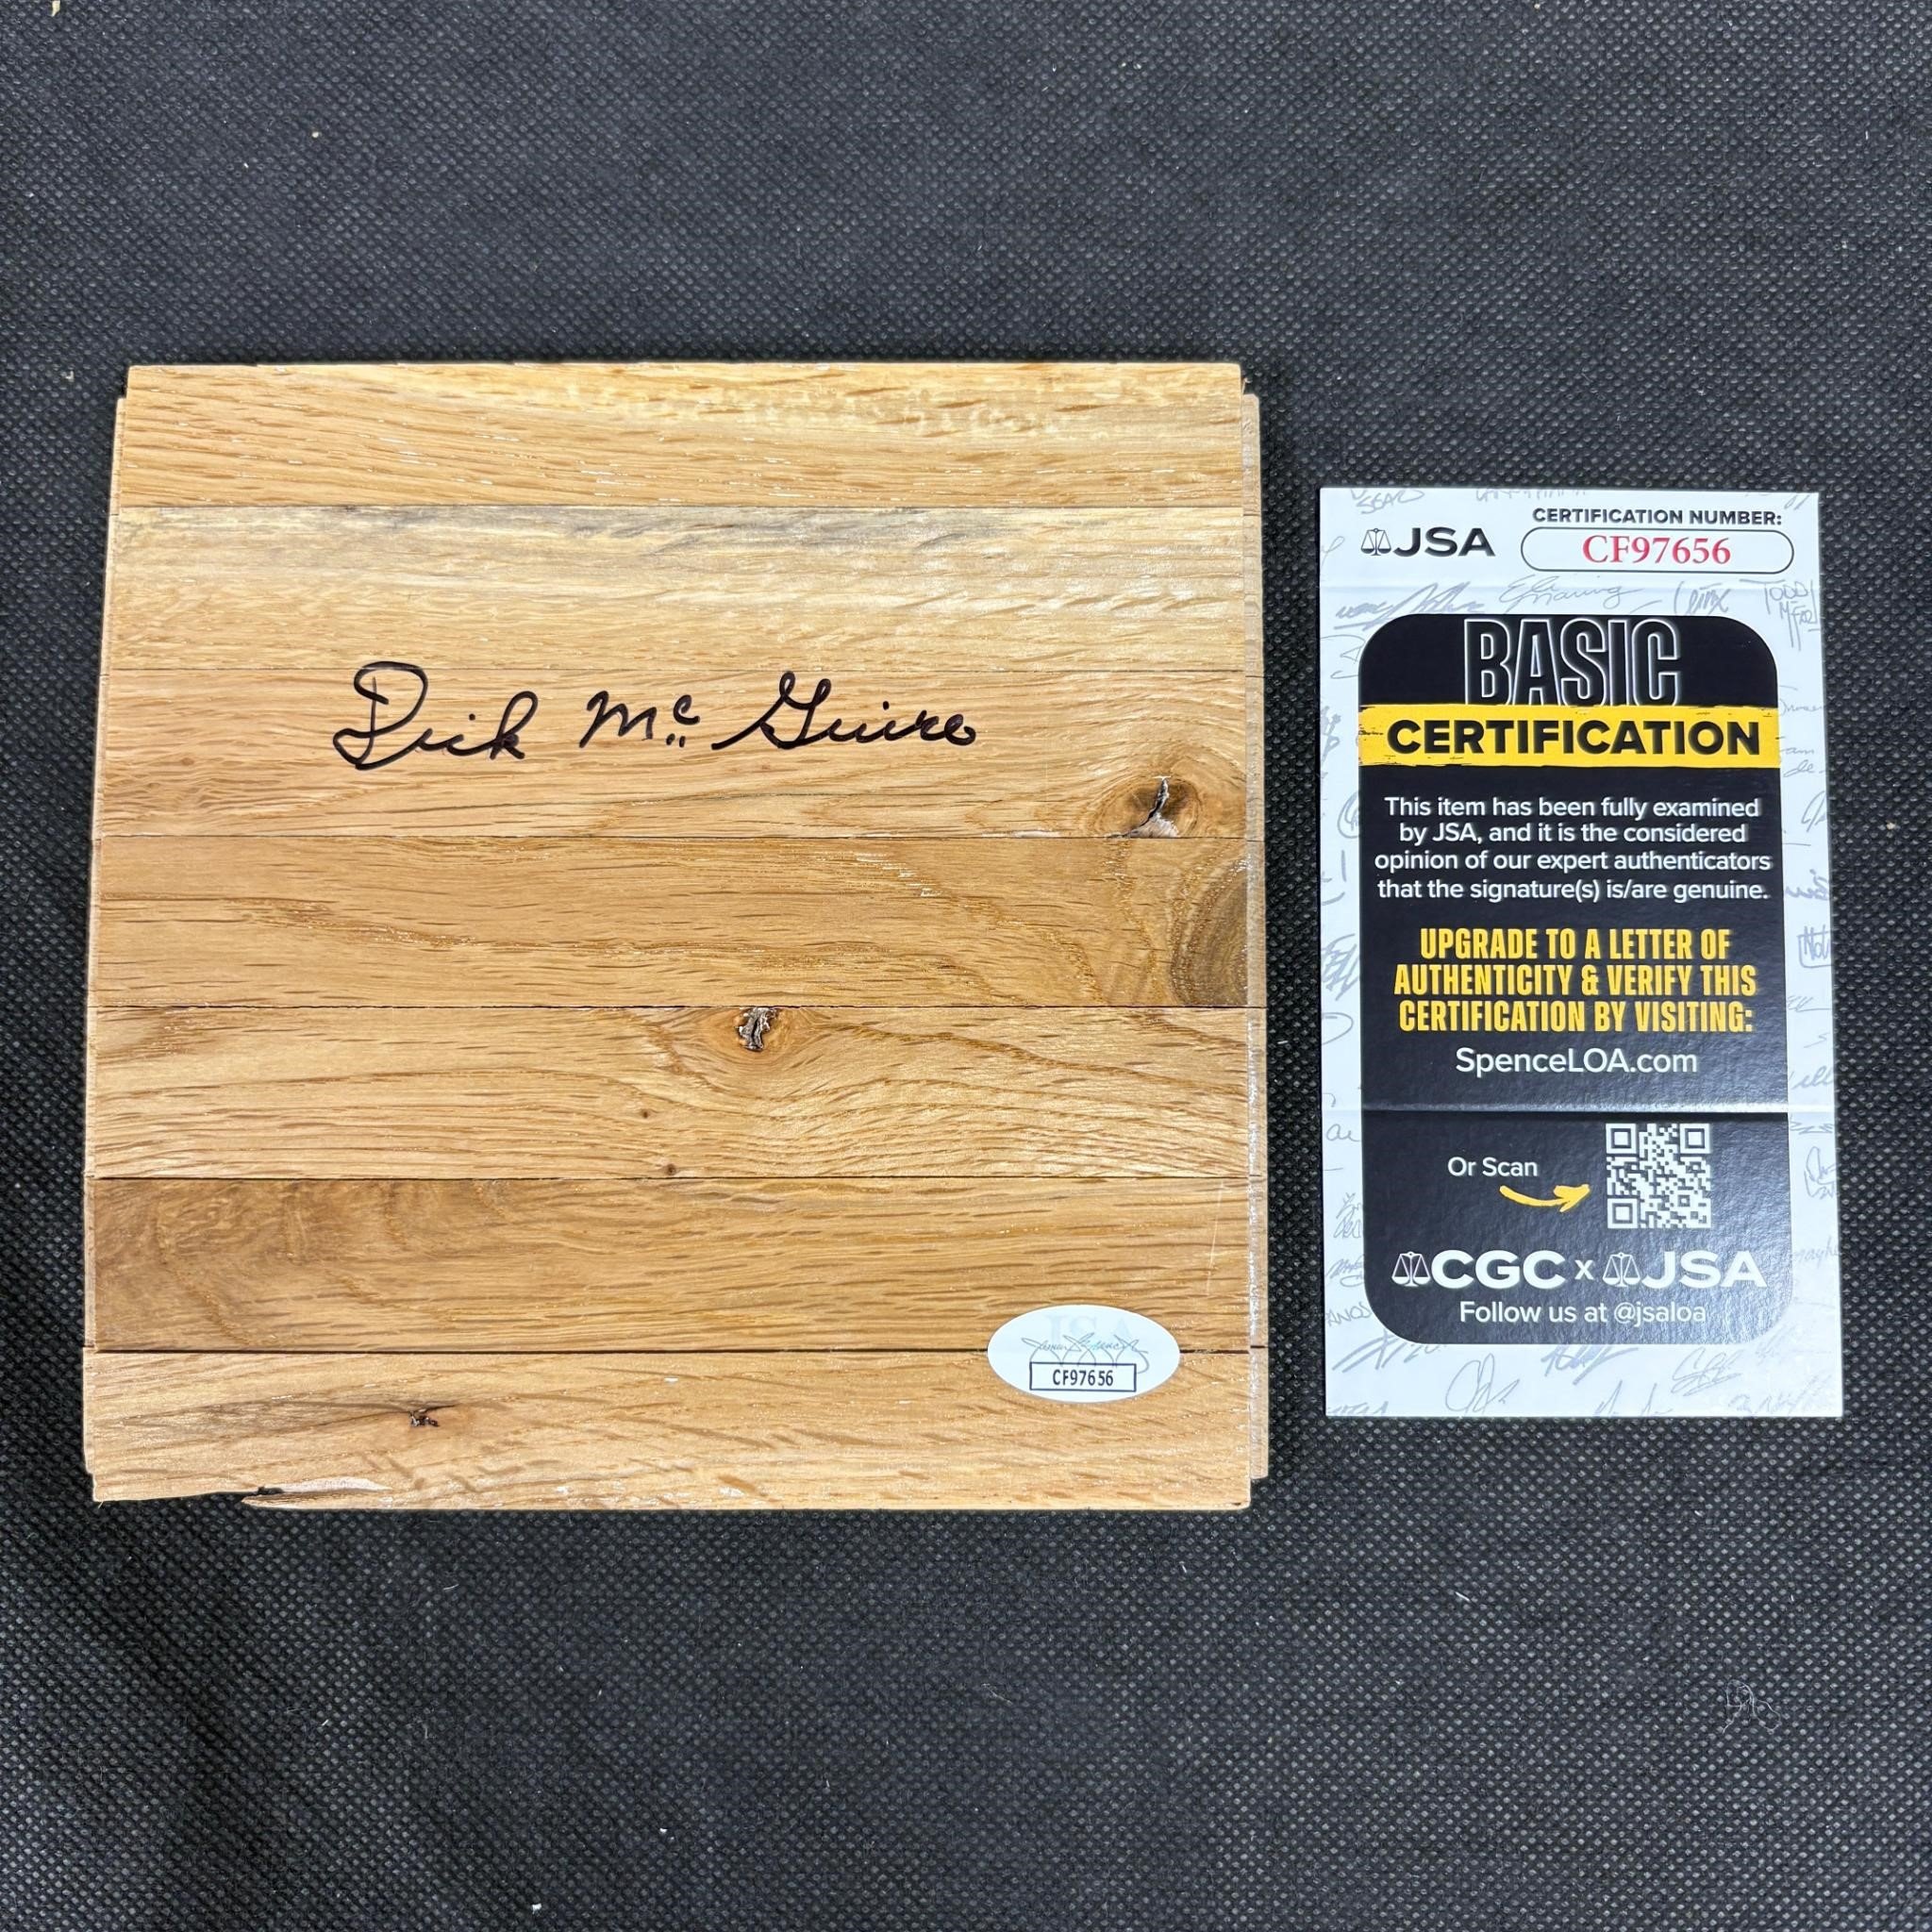 Dick Mc Guire
CF97656
JSA
CERTIFICATION NUMBER:
CF97656
BASIC
CERTIFICATION
This item has been fully examined
by JSA, and it is the considered
opinion of our expert authenticators
that the signature(s) is/are genuine.
UPGRADE TO A LETTER OF
AUTHENTICITY & VERIFY THIS
CERTIFICATION BY VISITING:
SpenceLOA.com
Or Scan
CGC x JSA
Follow us at @jsaloa